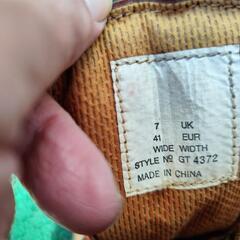 7 UK
41 EUR
WIDE WIDTH
STYLE Nº GT 4372
MADE IN CHINA